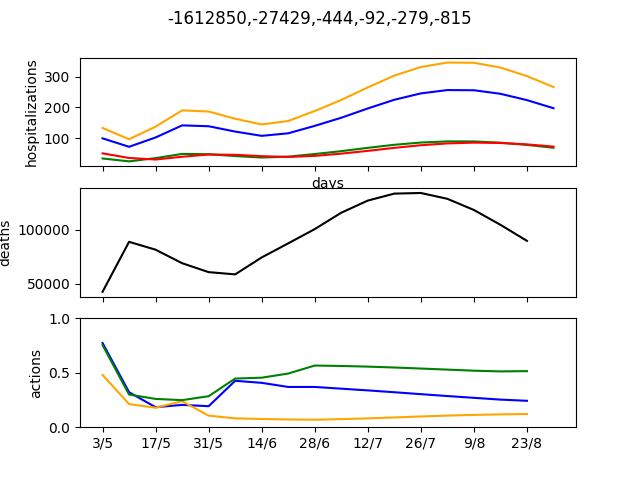 -1612850,-27429,-444,-92,-279,-815
300
200
100
hospitalizations
days
100000
50000
deaths
1.0
0.5
0.0
actions
3/5 17/5 31/5 14/6 28/6 12/7 26/7 9/8 23/8